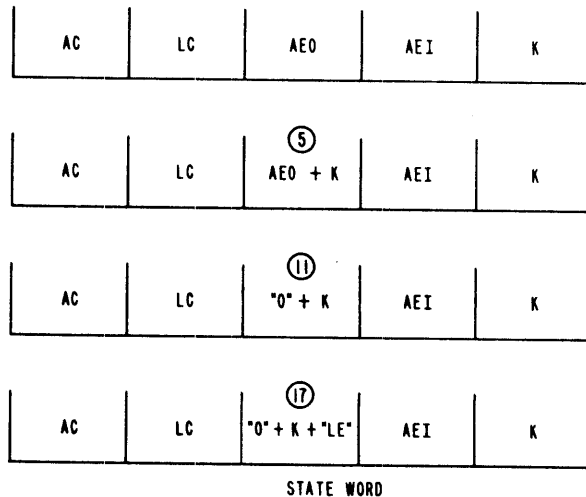 AC LC AEO AEI K
5
AC LC AEO + K AEI K
11
AC LC "O" + K AEI K
17
AC LC "O" + K + "LE" AEI K
STATE WORD